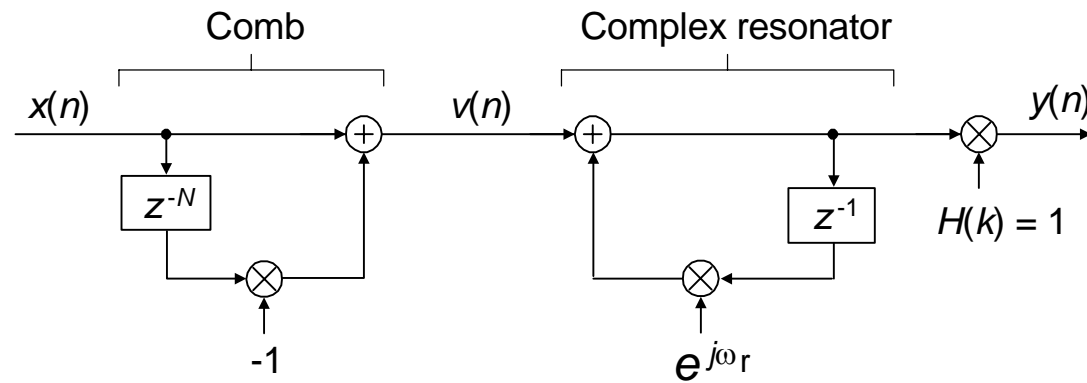 Comb
Complex resonator
x(n)
v(n)
y(n)
+
+
×
z^-N
z^-1
H(k) = 1
×
×
-1
e^jωr